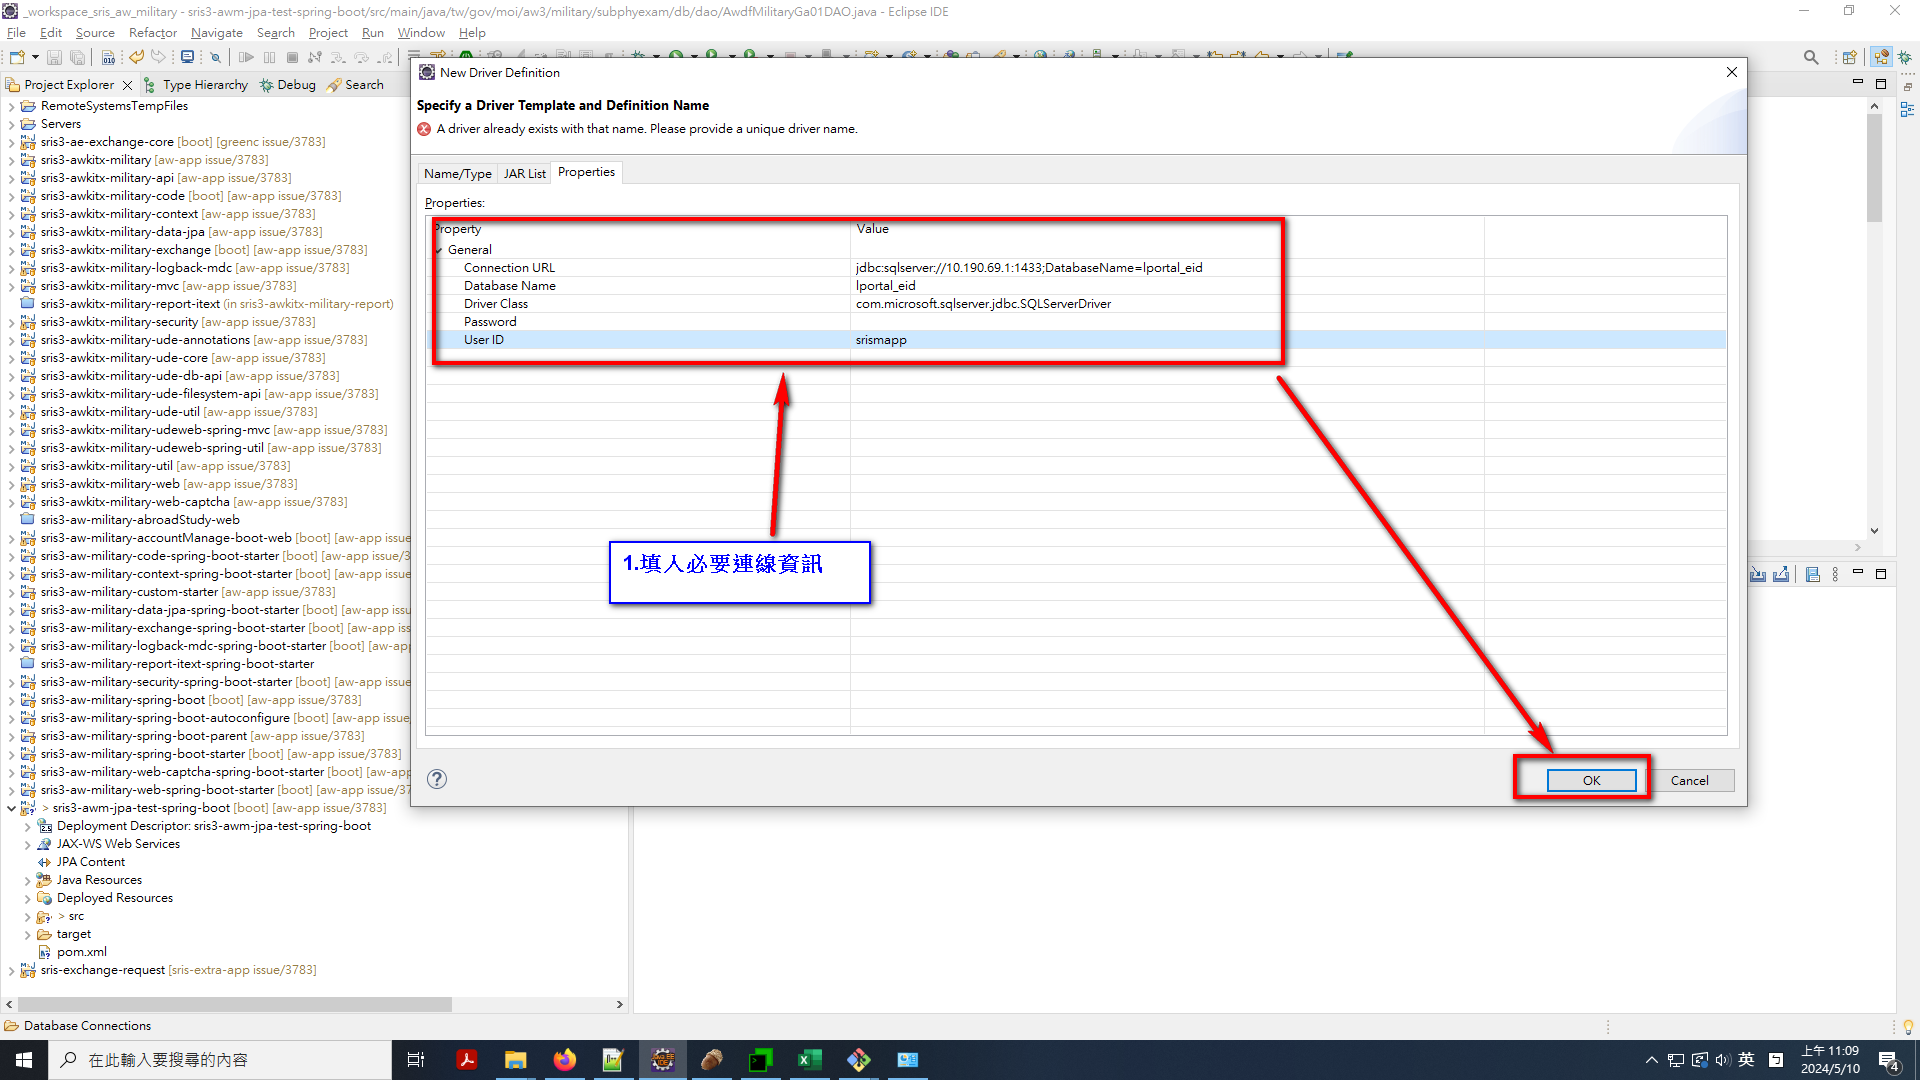 _workspace_sris_aw_military - sris3-awm-jpa-test-spring-boot/src/main/java/tw/gov/moi/aw3/military/subphyexam/db/dao/AwdfMilitaryGa01DAO.java - Eclipse IDE
File Edit Source Refactor Navigate Search Project Run Window Help
Project Explorer Type Hierarchy Debug Search
RemoteSystemsTempFiles
Servers
sris3-ae-exchange-core [boot] [greenc issue/3783]
sris3-awkitx-military [aw-app issue/3783]
sris3-awkitx-military-api [aw-app issue/3783]
sris3-awkitx-military-code [boot] [aw-app issue/3783]
sris3-awkitx-military-context [aw-app issue/3783]
sris3-awkitx-military-data-jpa [aw-app issue/3783]
sris3-awkitx-military-exchange [boot] [aw-app issue/3783]
sris3-awkitx-military-logback-mdc [aw-app issue/3783]
sris3-awkitx-military-mvc [aw-app issue/3783]
sris3-awkitx-military-report-itext (in sris3-awkitx-military-report)
sris3-awkitx-military-security [aw-app issue/3783]
sris3-awkitx-military-ude-annotations [aw-app issue/3783]
sris3-awkitx-military-ude-core [aw-app issue/3783]
sris3-awkitx-military-ude-db-api [aw-app issue/3783]
sris3-awkitx-military-ude-filesystem-api [aw-app issue/3783]
sris3-awkitx-military-ude-util [aw-app issue/3783]
sris3-awkitx-military-udeweb-spring-mvc [aw-app issue/3783]
sris3-awkitx-military-udeweb-spring-util [aw-app issue/3783]
sris3-awkitx-military-util [aw-app issue/3783]
sris3-awkitx-military-web [aw-app issue/3783]
sris3-awkitx-military-web-captcha [aw-app issue/3783]
sris3-aw-military-abroadStudy-web
sris3-aw-military-accountManage-boot-web [boot] [aw-app
sris3-aw-military-code-spring-boot-starter [boot] [aw-app issue/3
sris3-aw-military-context-spring-boot-starter [boot] [aw-app iss
sris3-aw-military-custom-starter [aw-app issue/3783]
sris3-aw-military-data-jpa-spring-boot-starter [boot] [aw-app iss
sris3-aw-military-exchange-spring-boot-starter [boot] [aw-app iss
sris3-aw-military-logback-mdc-spring-boot-starter [boot] [aw-app
sris3-aw-military-report-itext-spring-boot-starter
sris3-aw-military-security-spring-boot-starter [boot] [aw-app issue
sris3-aw-military-spring-boot [boot] [aw-app issue/3783]
sris3-aw-military-spring-boot-autoconfigure [boot] [aw-app issue
sris3-aw-military-spring-boot-parent [aw-app issue/3783]
sris3-aw-military-spring-boot-starter [boot] [aw-app issue/3783]
sris3-aw-military-web-captcha-spring-boot-starter [boot] [aw-app
sris3-aw-military-web-spring-boot-starter [boot] [aw-app issue/37
> sris3-awm-jpa-test-spring-boot [boot] [aw-app issue/3783]
Deployment Descriptor: sris3-awm-jpa-test-spring-boot
JAX-WS Web Services
JPA Content
Java Resources
Deployed Resources
> src
target
pom.xml
sris-exchange-request [sris-extra-app issue/3783]
New Driver Definition
Specify a Driver Template and Definition Name
A driver already exists with that name. Please provide a unique driver name.
Name/Type JAR List Properties
Properties:
Property Value
General
Connection URL jdbc:sqlserver://10.190.69.1:1433;DatabaseName=lportal_eid
Database Name lportal_eid
Driver Class com.microsoft.sqlserver.jdbc.SQLServerDriver
Password
User ID srismapp
1.填入必要連線資訊
OK Cancel
Database Connections
在此輸入要搜尋的內容
英
上午 11:09
2024/5/10
4